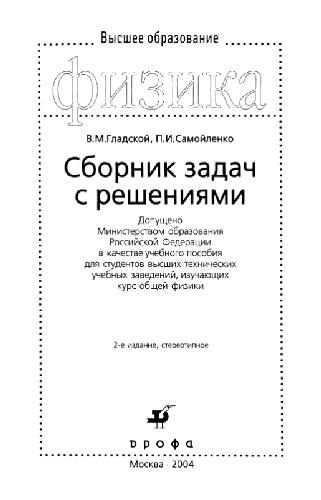 Высшее образование
физика
В.М.Гладской, П.И.Самойленко
Сборник задач
с решениями
Допущено
Министерством образования
Российской Федерации
в качестве учебного пособия
для студентов высших технических
учебных заведений, изучающих
курс общей физики
2-е издание, стереотипное
дрофа
Москва · 2004